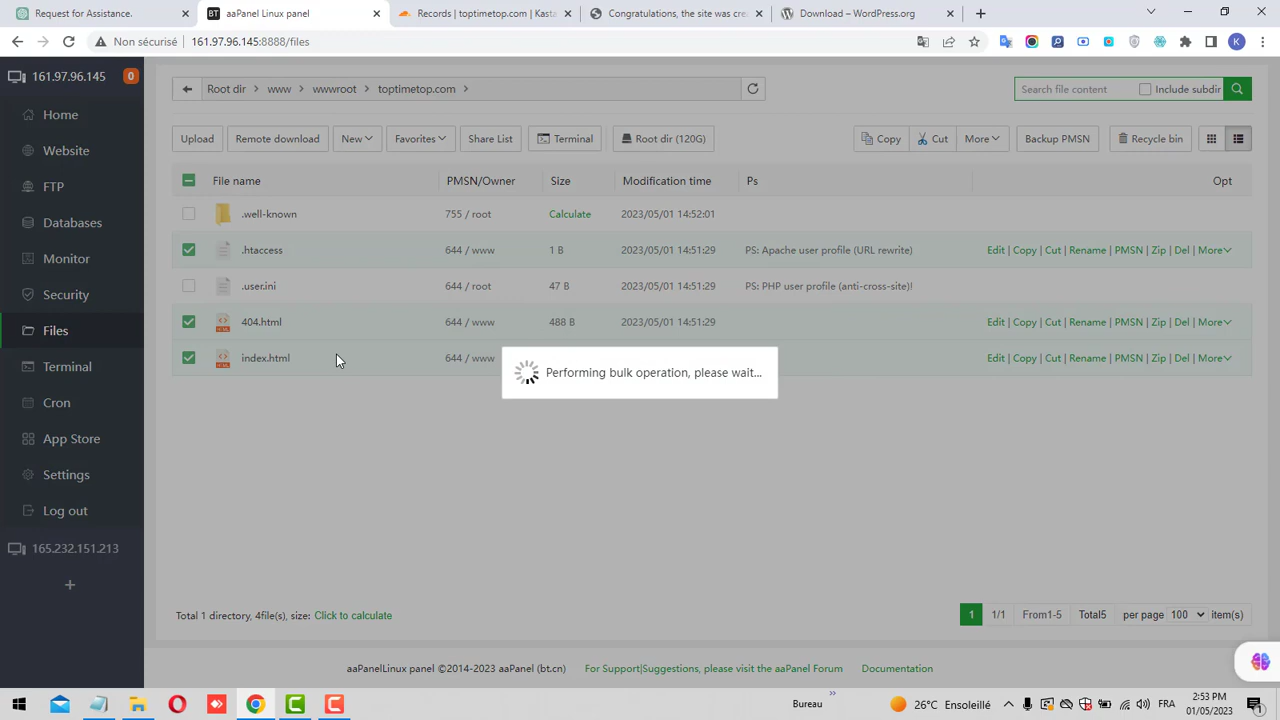 Request for Assistance.
aaPanel Linux panel
Records | toptimetop.com | Kasta
Congratulations, the site was cre
Download – WordPress.org
Non sécurisé 161.97.96.145:8888/files
161.97.96.145 0
Home
Website
FTP
Databases
Monitor
Security
Files
Terminal
Cron
App Store
Settings
Log out
165.232.151.213
+
Root dir > www > wwwroot > toptimetop.com >
Search file content Include subdir
Upload Remote download New Favorites Share List Terminal Root dir (120G) Copy Cut More Backup PMSN Recycle bin
File name PMSN/Owner Size Modification time Ps Opt
.well-known 755 / root Calculate 2023/05/01 14:52:01
.htaccess 644 / www 1 B 2023/05/01 14:51:29 PS: Apache user profile (URL rewrite) Edit | Copy | Cut | Rename | PMSN | Zip | Del | More
.user.ini 644 / root 47 B 2023/05/01 14:51:29 PS: PHP user profile (anti-cross-site)! Edit | Copy | Cut | Rename | PMSN | Zip | Del | More
404.html 644 / www 488 B 2023/05/01 14:51:29 Edit | Copy | Cut | Rename | PMSN | Zip | Del | More
index.html 644 / www Edit | Copy | Cut | Rename | PMSN | Zip | Del | More
Performing bulk operation, please wait...
Total 1 directory, 4file(s), size: Click to calculate
1 1/1 From1-5 Total5 per page 100 item(s)
aaPanelLinux panel ©2014-2023 aaPanel (bt.cn) For Support|Suggestions, please visit the aaPanel Forum Documentation
Bureau » 26°C Ensoleillé FRA 2:53 PM
01/05/2023 1